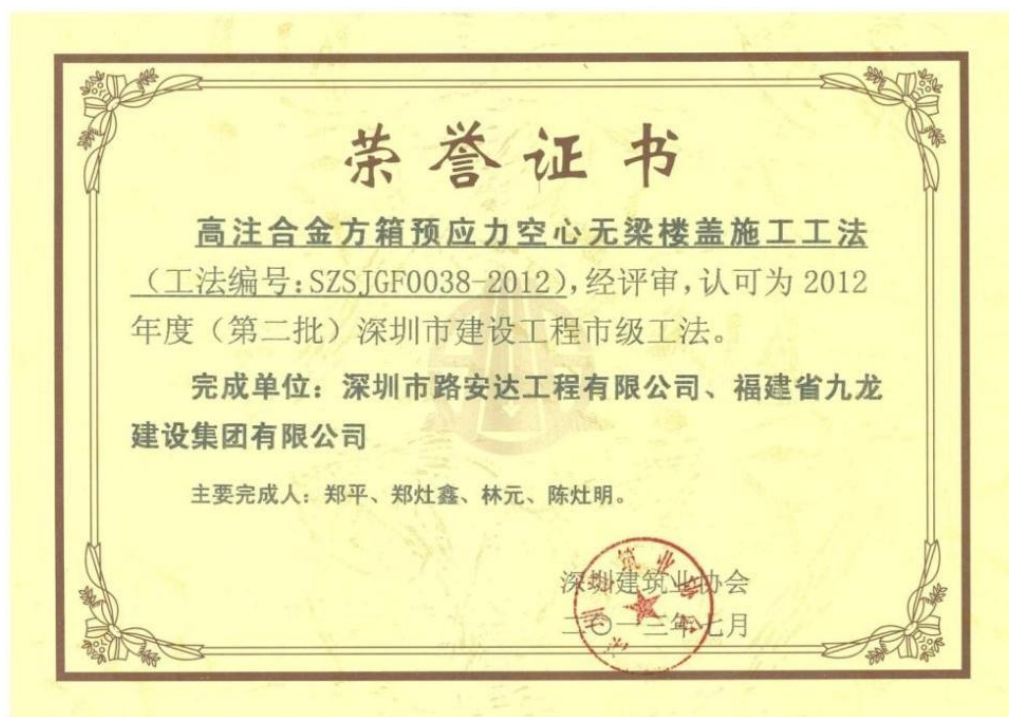 荣誉证书
高注合金方箱预应力空心无梁楼盖施工工法
（工法编号:SZSJGF0038-2012），经评审，认可为2012
年度（第二批）深圳市建设工程市级工法。
完成单位：深圳市路安达工程有限公司、福建省九龙
建设集团有限公司
主要完成人：郑平、郑灶鑫、林元、陈灶明。
深圳建筑业协会
二〇一三年七月